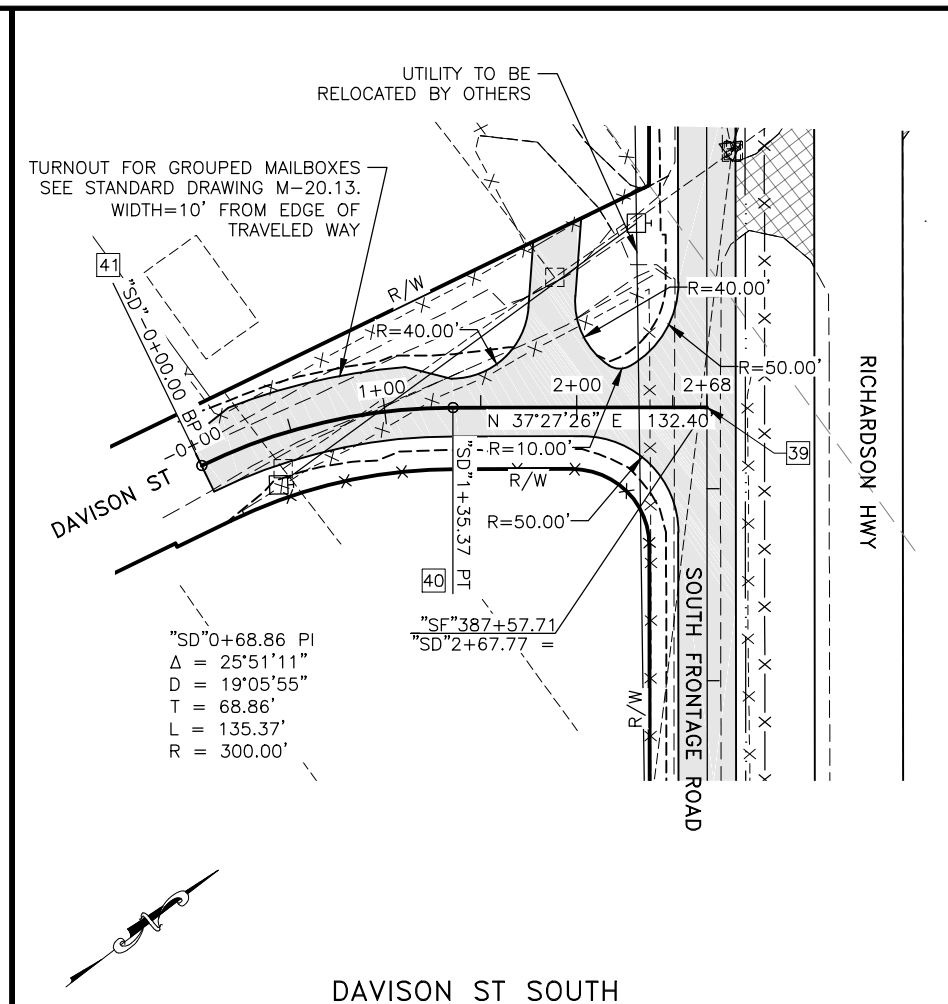 UTILITY TO BE
RELOCATED BY OTHERS
TURNOUT FOR GROUPED MAILBOXES
SEE STANDARD DRAWING M-20.13.
WIDTH=10' FROM EDGE OF
TRAVELED WAY
41
"SD"-0+00.00 BP
-0+00
DAVISON ST
R/W
R=40.00'
1+00
R=40.00'
R=50.00'
2+00
2+68
N 37°27'26" E 132.40'
R=10.00'
39
R/W
R=50.00'
"SD"1+35.37 PT
40
"SF"387+57.71
"SD"2+67.77 =
R/W
SOUTH FRONTAGE ROAD
RICHARDSON HWY
"SD"0+68.86 PI
Δ = 25°51'11"
D = 19°05'55"
T = 68.86'
L = 135.37'
R = 300.00'
DAVISON ST SOUTH